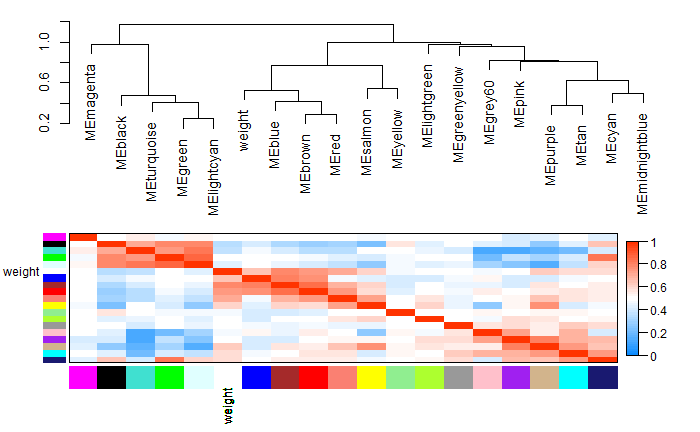 0.2
0.6
1.0
MEmagenta
MEblack
MEturquoise
MEgreen
MElightcyan
weight
MEblue
MEbrown
MEred
MEsalmon
MEyellow
MElightgreen
MEgreenyellow
MEgrey60
MEpink
MEpurple
MEtan
MEcyan
MEmidnightblue
weight
1
0.8
0.6
0.4
0.2
0
weight